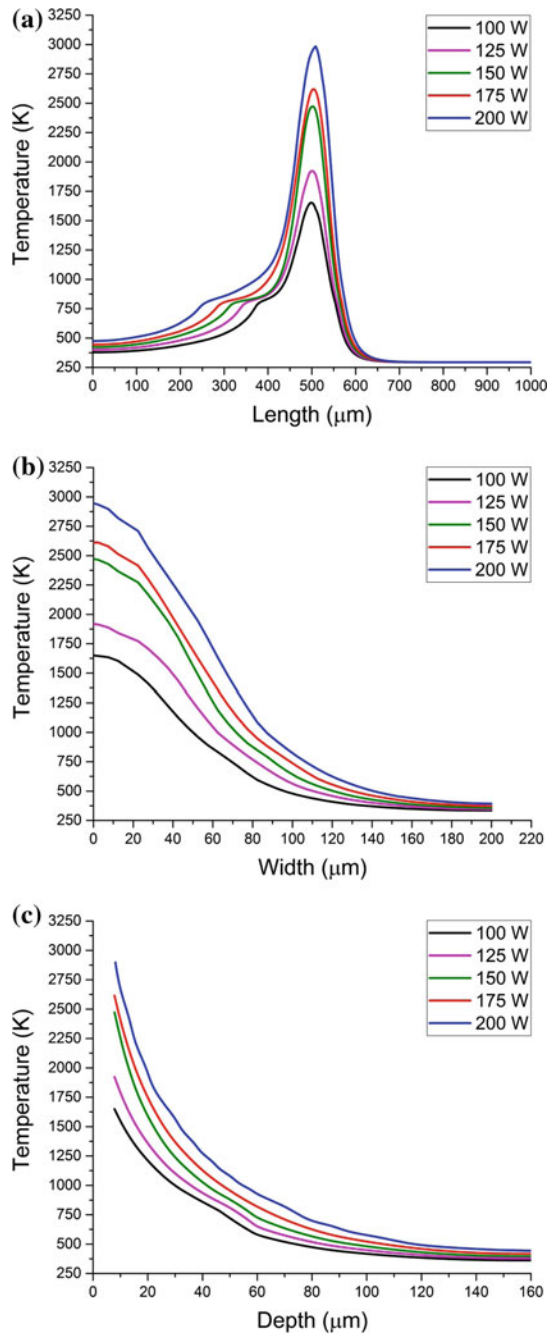 (a)
3250
3000
2750
2500
2250
2000
1750
1500
1250
1000
750
500
250
Temperature (K)
100 W
125 W
150 W
175 W
200 W
0 100 200 300 400 500 600 700 800 900 1000
Length (μm)
(b)
3250
3000
2750
2500
2250
2000
1750
1500
1250
1000
750
500
250
Temperature (K)
100 W
125 W
150 W
175 W
200 W
0 20 40 60 80 100 120 140 160 180 200 220
Width (μm)
(c)
3250
3000
2750
2500
2250
2000
1750
1500
1250
1000
750
500
250
Temperature (K)
100 W
125 W
150 W
175 W
200 W
0 20 40 60 80 100 120 140 160
Depth (μm)